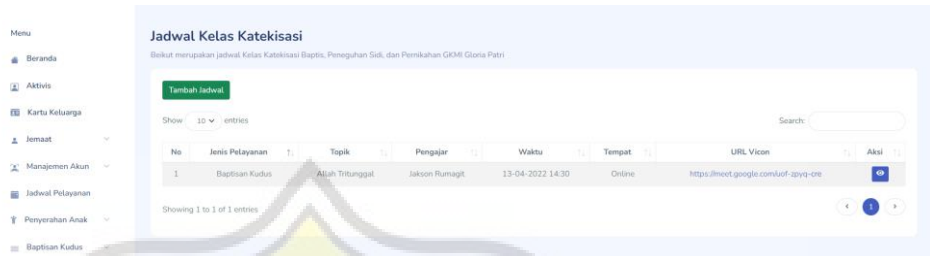 Menu
Beranda
Aktivis
Kartu Keluarga
Jemaat
Manajemen Akun
Jadwal Pelayanan
Penyerahan Anak
Baptisan Kudus
Jadwal Kelas Katekisasi
Beikut merupakan jadwal Kelas Katekisasi Baptis, Peneguhan Sidi, dan Pernikahan GKMI Gloria Patri
Tambah Jadwal
Show 10 entries
Search:
No Jenis Pelayanan Topik Pengajar Waktu Tempat URL Vicon Aksi
1 Baptisan Kudus Allah Tritunggal Jakson Rumagit 13-04-2022 14:30 Online https://meet.google.com/uof-zpyq-cre
Showing 1 to 1 of 1 entries
1